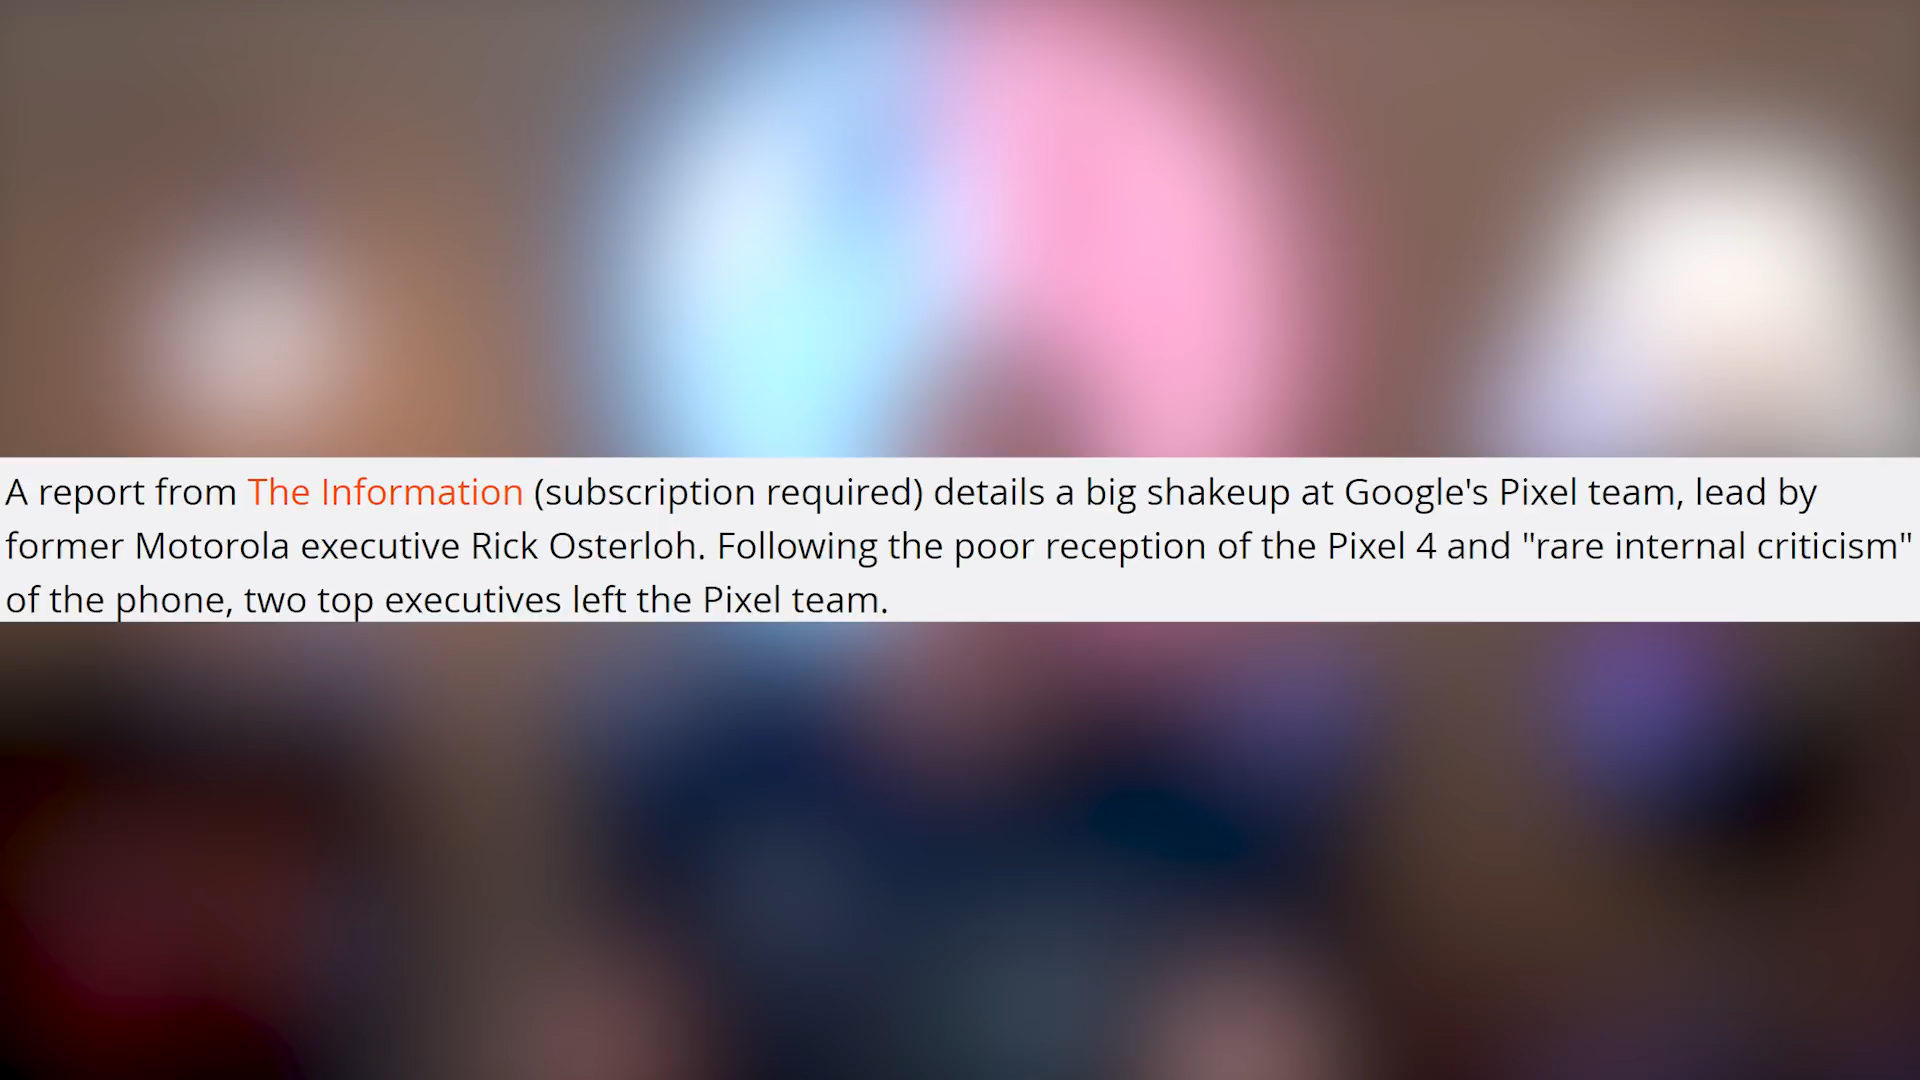 A report from The Information (subscription required) details a big shakeup at Google's Pixel team, lead by
former Motorola executive Rick Osterloh. Following the poor reception of the Pixel 4 and "rare internal criticism"
of the phone, two top executives left the Pixel team.